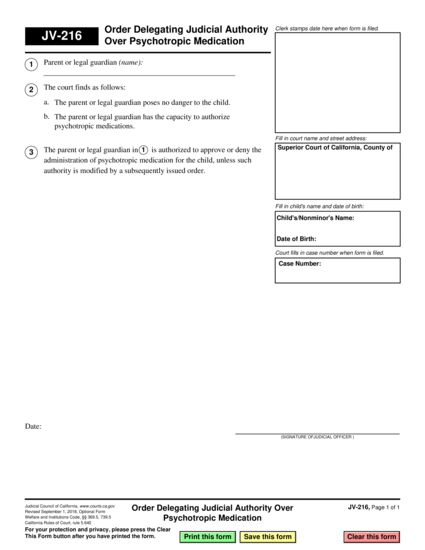 JV-216
Order Delegating Judicial Authority
Over Psychotropic Medication
Clerk stamps date here when form is filed.
1 Parent or legal guardian (name):
2 The court finds as follows:
a. The parent or legal guardian poses no danger to the child.
b. The parent or legal guardian has the capacity to authorize
psychotropic medications.
3 The parent or legal guardian in 1 is authorized to approve or deny the
administration of psychotropic medication for the child, unless such
authority is modified by a subsequently issued order.
Fill in court name and street address:
Superior Court of California, County of
Fill in child's name and date of birth:
Child's/Nonminor's Name:
Date of Birth:
Court fills in case number when form is filed.
Case Number:
Date:
(SIGNATURE OFJUDICIAL OFFICER )
Judicial Council of California, www.courts.ca.gov
Revised September 1, 2018, Optional Form
Welfare and Institutions Code, §§ 369.5, 739.5
California Rules of Court, rule 5.640
Order Delegating Judicial Authority Over
Psychotropic Medication
JV-216, Page 1 of 1
For your protection and privacy, please press the Clear
This Form button after you have printed the form.
Print this form
Save this form
Clear this form